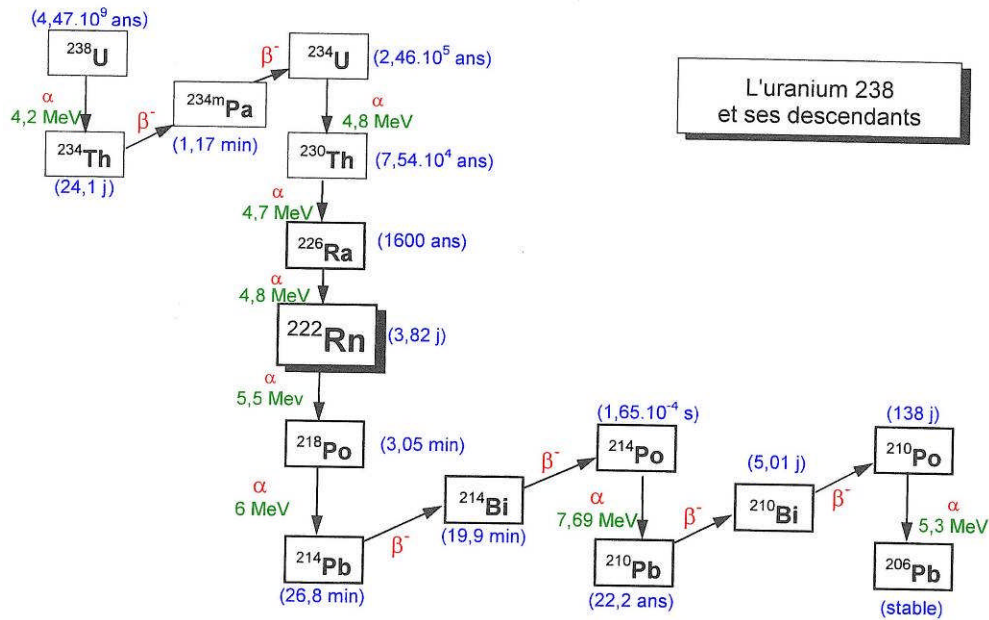 (4,47.10⁹ ans)
²³⁸U
α
4,2 MeV
²³⁴Th
(24,1 j)
β⁻
²³⁴ᵐPa
(1,17 min)
β⁻
²³⁴U
(2,46.10⁵ ans)
α
4,8 MeV
²³⁰Th
(7,54.10⁴ ans)
α
4,7 MeV
²²⁶Ra
(1600 ans)
α
4,8 MeV
²²²Rn
(3,82 j)
α
5,5 Mev
²¹⁸Po
(3,05 min)
α
6 MeV
²¹⁴Pb
(26,8 min)
β⁻
²¹⁴Bi
(19,9 min)
β⁻
(1,65.10⁻⁴ s)
²¹⁴Po
α
7,69 MeV
²¹⁰Pb
(22,2 ans)
β⁻
(5,01 j)
²¹⁰Bi
β⁻
(138 j)
²¹⁰Po
α
5,3 MeV
²⁰⁶Pb
(stable)
L'uranium 238
et ses descendants